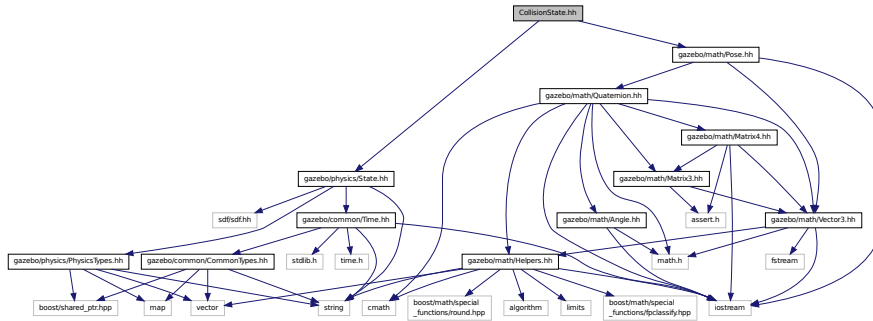 CollisionState.hh
gazebo/math/Pose.hh
gazebo/math/Quaternion.hh
gazebo/math/Matrix4.hh
gazebo/physics/State.hh
gazebo/math/Matrix3.hh
sdf/sdf.hh
gazebo/common/Time.hh
gazebo/math/Angle.hh
assert.h
gazebo/math/Vector3.hh
gazebo/physics/PhysicsTypes.hh
gazebo/common/CommonTypes.hh
stdlib.h
time.h
gazebo/math/Helpers.hh
math.h
fstream
boost/shared_ptr.hpp
map
vector
string
cmath
boost/math/special
_functions/round.hpp
algorithm
limits
boost/math/special
_functions/fpclassify.hpp
iostream